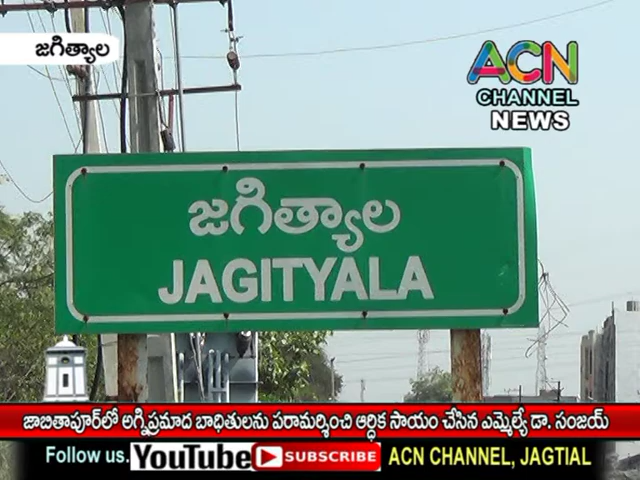 జగిత్యాల
ACN
CHANNEL
NEWS
జగిత్యాల
JAGITYALA
జాబితాపూర్‌లో అగ్నిప్రమాద బాధితులను పరామర్శించి ఆర్ధిక సాయం చేసిన ఎమ్మెల్యే డా. సంజయ్
Follow us. YouTube SUBSCRIBE ACN CHANNEL, JAGTIAL